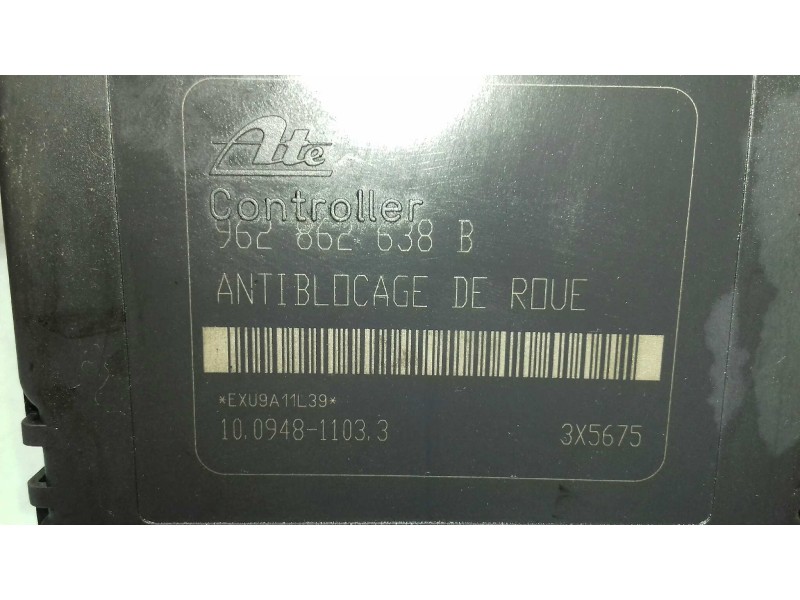 Ate
Controller
962 862 638 B
ANTIBLOCAGE DE ROUE
*EXU9A11L39*
10.0948-1103.3
3X5675